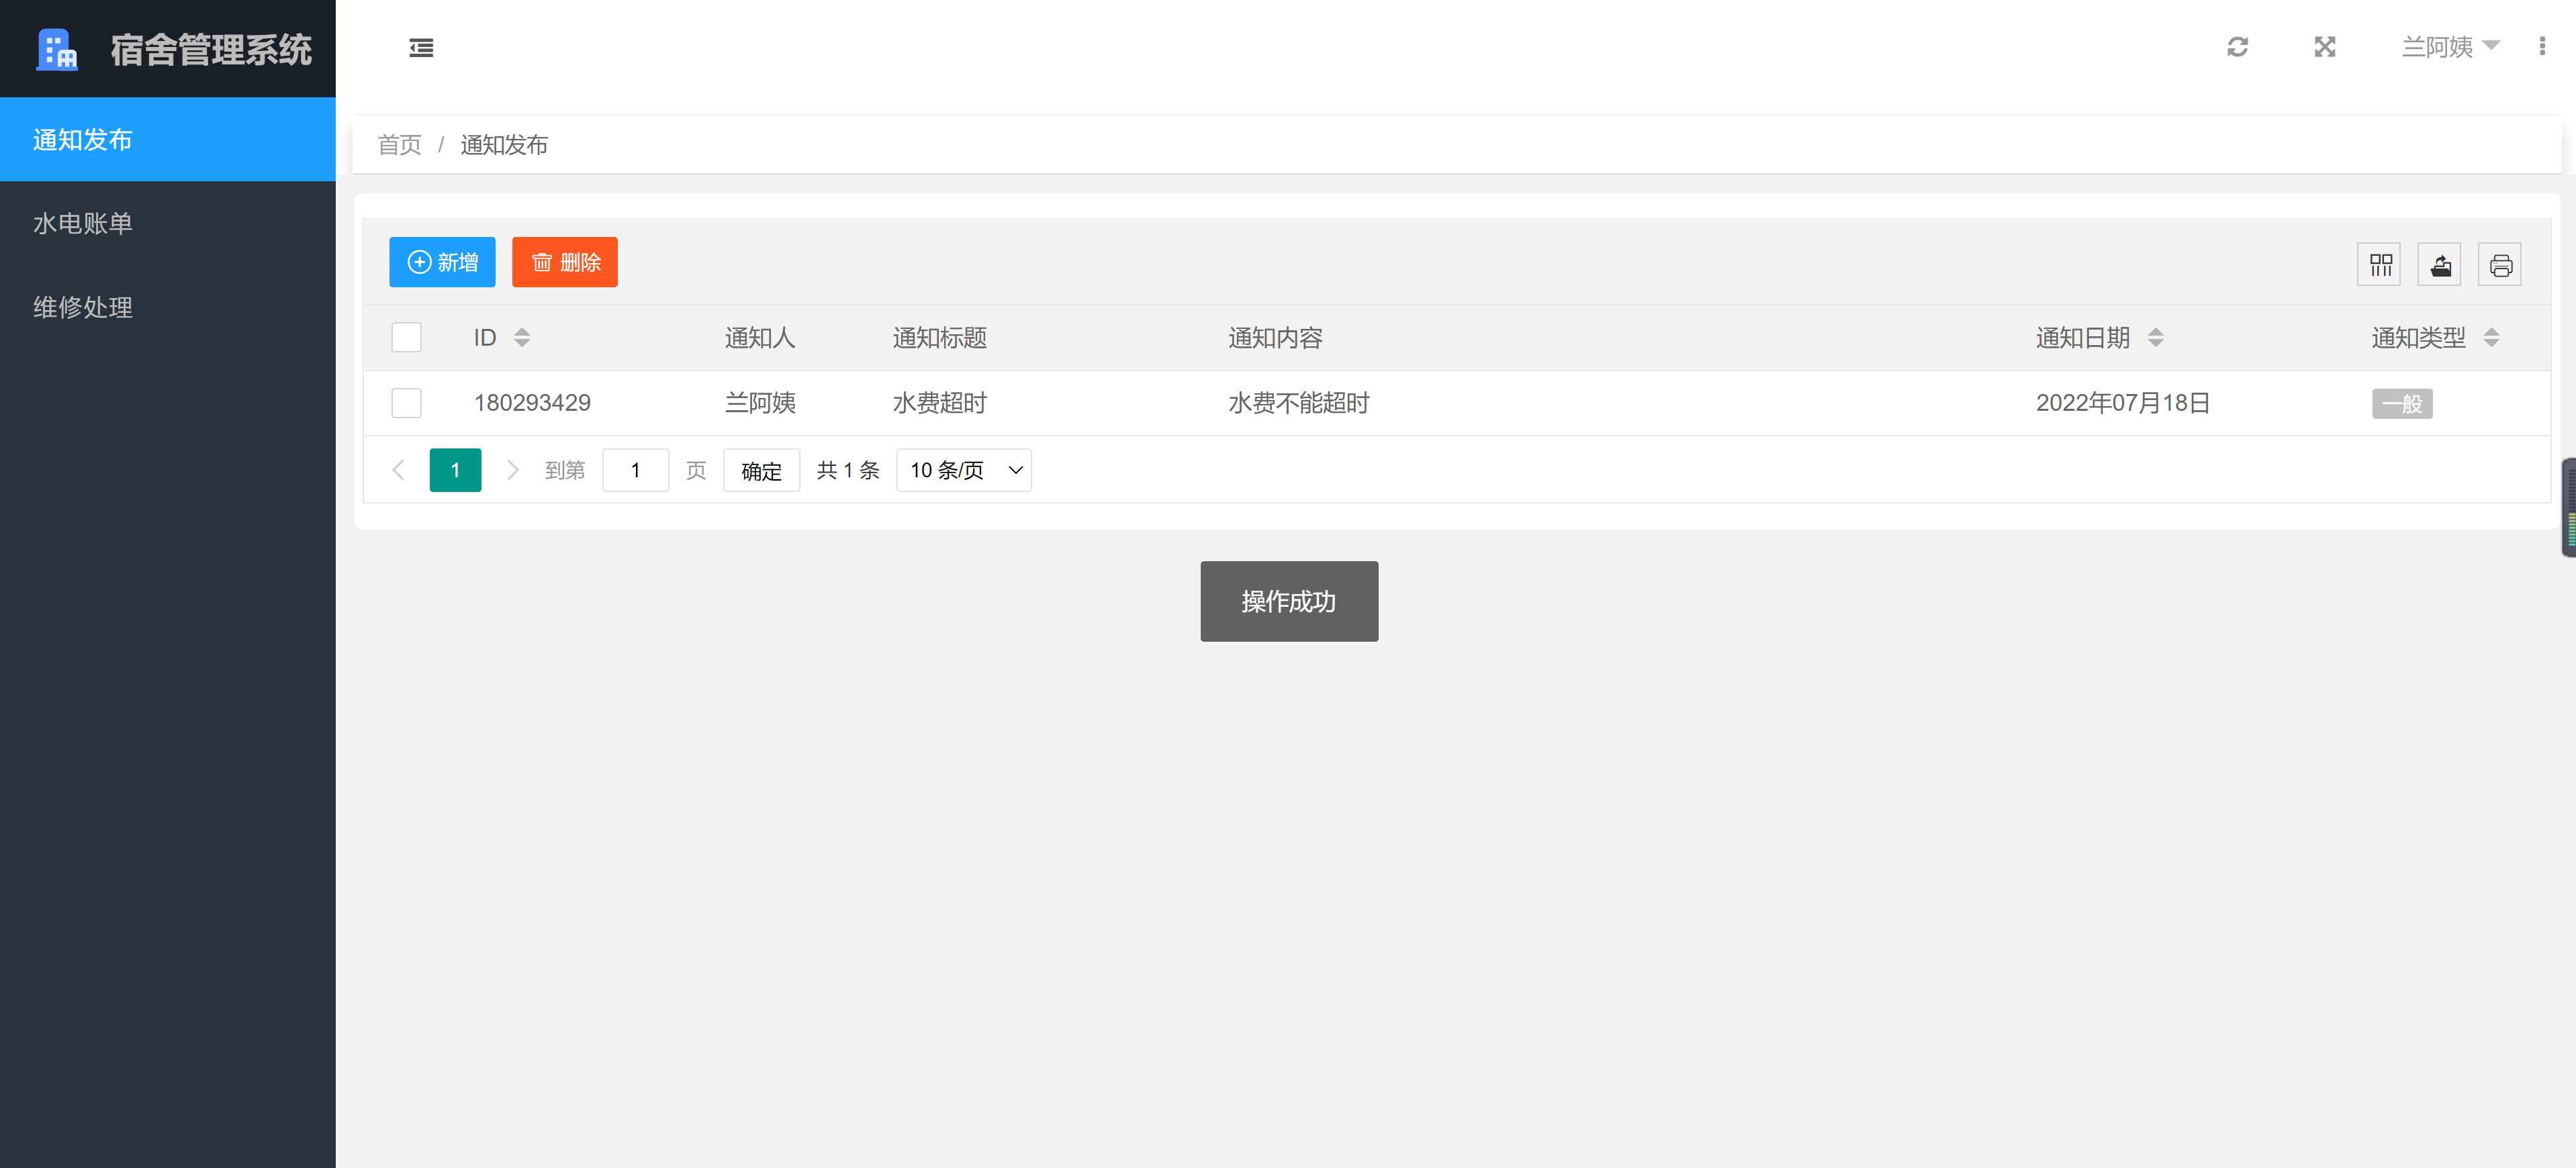 宿舍管理系统
兰阿姨
通知发布
水电账单
维修处理
首页 / 通知发布
新增 删除
ID 通知人 通知标题 通知内容 通知日期 通知类型
180293429 兰阿姨 水费超时 水费不能超时 2022年07月18日 一般
1 到第 1 页 确定 共 1 条 10 条/页
操作成功